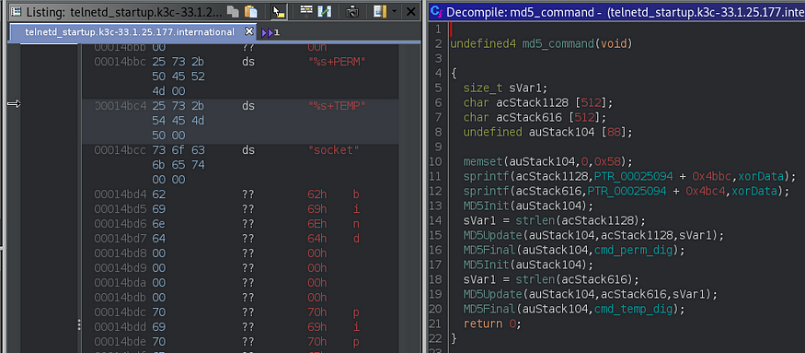 Listing: telnetd_startup.k3c-33.1.2...
telnetd_startup.k3c-33.1.25.177.international
1
00014bbb 00 ?? 00h
00014bbc 25 73 2b ds "%s+PERM"
50 45 52
4d 00
00014bc4 25 73 2b ds "%s+TEMP"
54 45 4d
50 00
00014bcc 73 6f 63 ds "socket"
6b 65 74
00 00
00014bd4 62 ?? 62h b
00014bd5 69 ?? 69h i
00014bd6 6e ?? 6Eh n
00014bd7 64 ?? 64h d
00014bd8 00 ?? 00h
00014bd9 00 ?? 00h
00014bda 00 ?? 00h
00014bdb 00 ?? 00h
00014bdc 70 ?? 70h p
00014bdd 69 ?? 69h i
00014bde 70 ?? 70h p
Decompile: md5_command - (telnetd_startup.k3c-33.1.25.177.inter
1
2 undefined4 md5_command(void)
3
4 {
5 size_t sVar1;
6 char acStack1128 [512];
7 char acStack616 [512];
8 undefined auStack104 [88];
9
10 memset(auStack104,0,0x58);
11 sprintf(acStack1128,PTR_00025094 + 0x4bbc,xorData);
12 sprintf(acStack616,PTR_00025094 + 0x4bc4,xorData);
13 MD5Init(auStack104);
14 sVar1 = strlen(acStack1128);
15 MD5Update(auStack104,acStack1128,sVar1);
16 MD5Final(auStack104,cmd_perm_dig);
17 MD5Init(auStack104);
18 sVar1 = strlen(acStack616);
19 MD5Update(auStack104,acStack616,sVar1);
20 MD5Final(auStack104,cmd_temp_dig);
21 return 0;
22 }